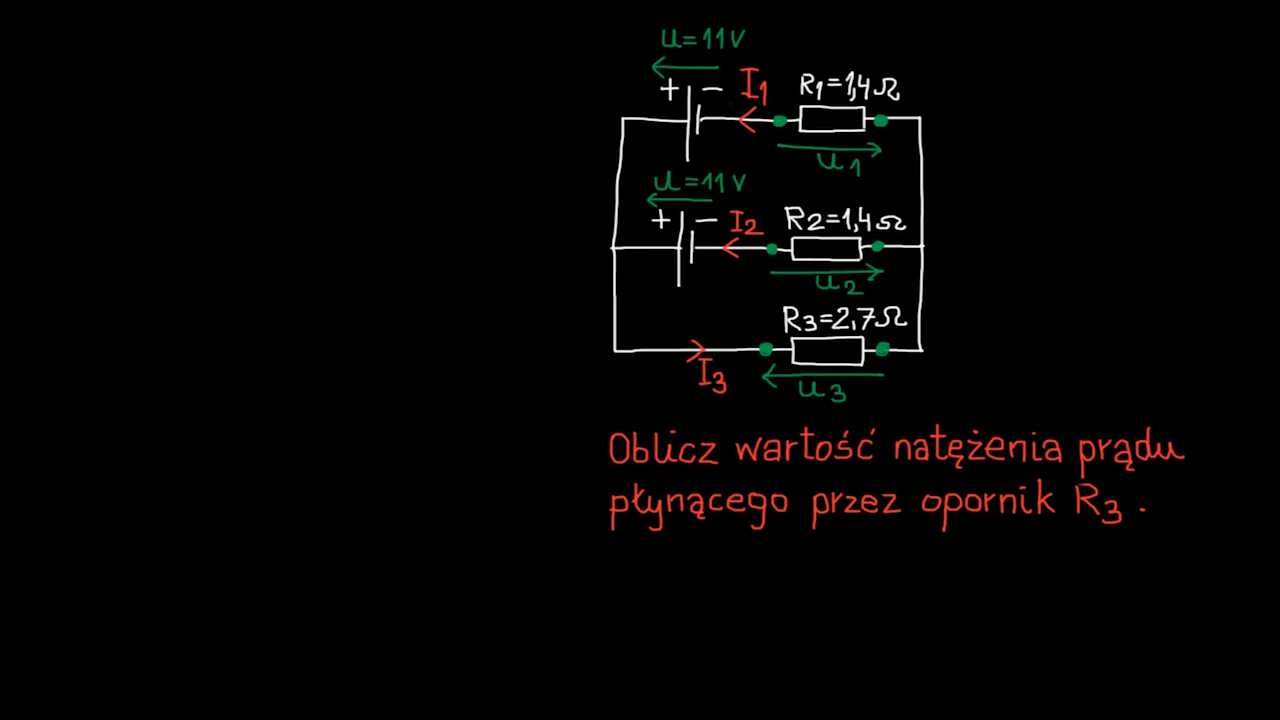 U=11V
+ − I1 R1=1,4Ω
U1
U=11V
+ − I2 R2=1,4Ω
U2
R3=2,7Ω
I3 U3
Oblicz wartość natężenia prądu
płynącego przez opornik R3.